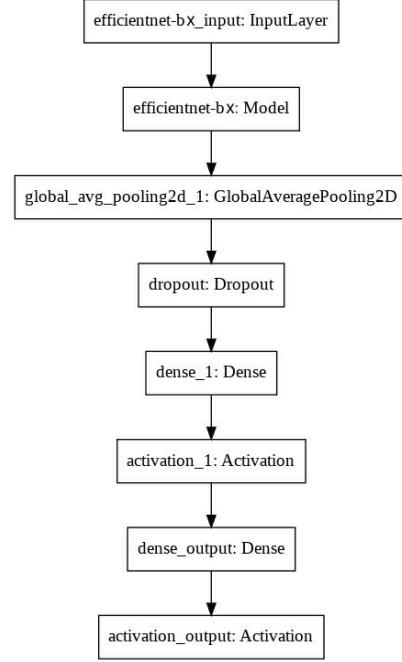 efficientnet-bx_input: InputLayer
efficientnet-bx: Model
global_avg_pooling2d_1: GlobalAveragePooling2D
dropout: Dropout
dense_1: Dense
activation_1: Activation
dense_output: Dense
activation_output: Activation